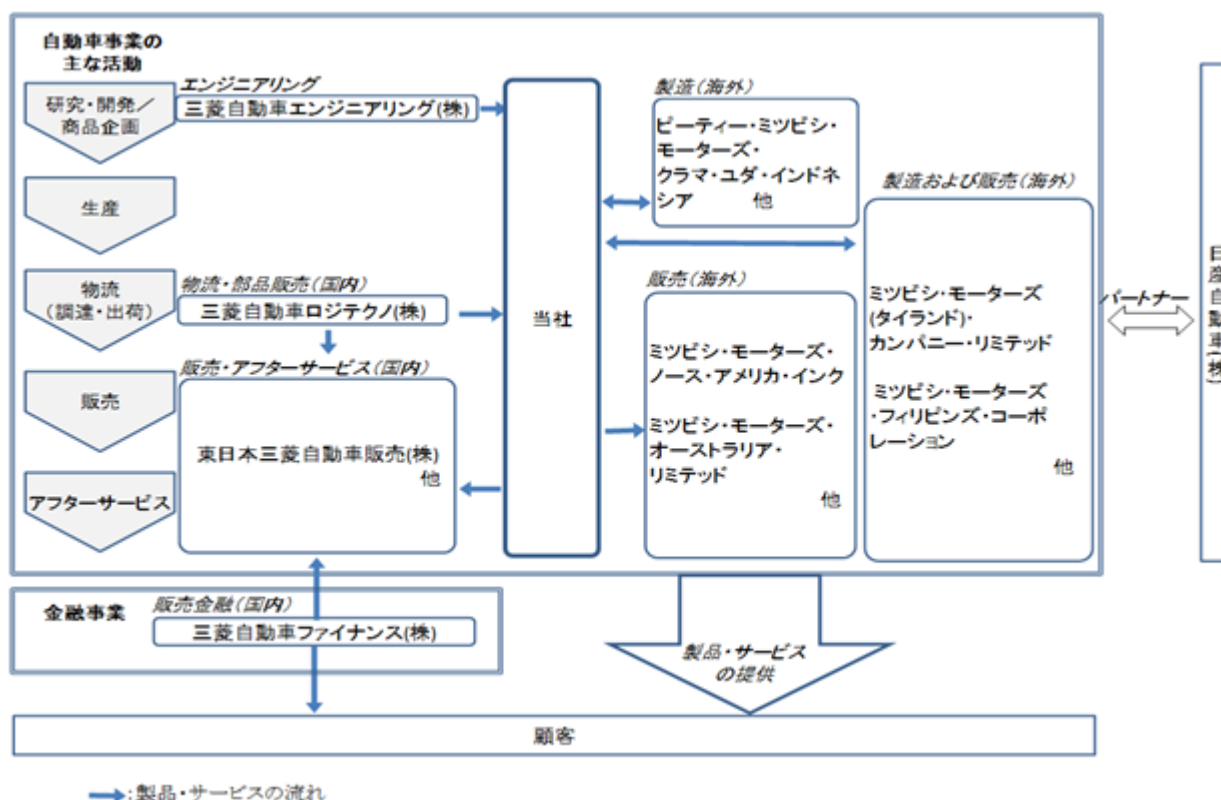 自動車事業の
主な活動
研究・開発／
商品企画
生産
物流
(調達・出荷)
販売
アフターサービス
エンジニアリング
三菱自動車エンジニアリング(株)
物流・部品販売(国内)
三菱自動車ロジテクノ(株)
販売・アフターサービス(国内)
東日本三菱自動車販売(株)
他
当社
製造(海外)
ピーティー・ミツビシ・
モーターズ・
クラマ・ユダ・インドネ
シア 他
販売(海外)
ミツビシ・モーターズ・
ノース・アメリカ・インク
ミツビシ・モーターズ・
オーストラリア・
リミテッド
他
製造および販売(海外)
ミツビシ・モーターズ
(タイランド)・
カンパニー・リミテッド
ミツビシ・モーターズ
・フィリピンズ・コーポ
レーション
他
パートナー
日産自動車(株)
金融事業
販売金融(国内)
三菱自動車ファイナンス(株)
製品・サービス
の提供
顧客
:製品・サービスの流れ